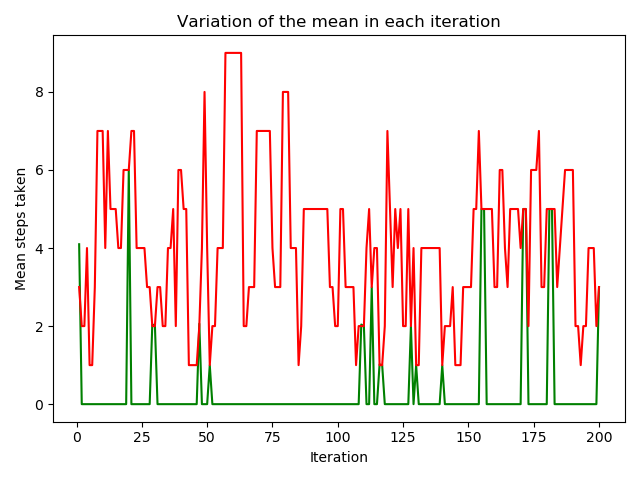 Variation of the mean in each iteration
Mean steps taken
8
6
4
2
0
0 25 50 75 100 125 150 175 200
Iteration